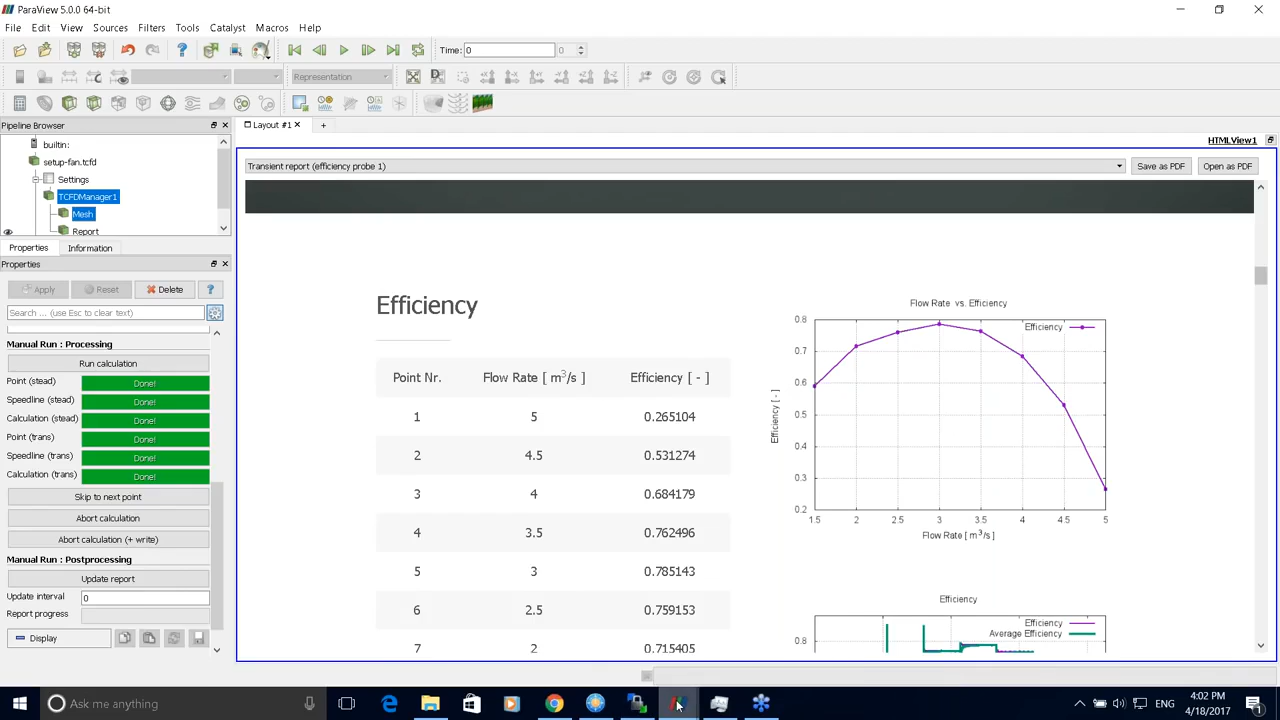 ParaView 5.0.0 64-bit
File Edit View Sources Filters Tools Catalyst Macros Help
Time: 0 0
Representation
Pipeline Browser
builtin:
setup-fan.tcfd
Settings
TCFDManager1
Mesh
Report
Properties Information
Properties
Apply Reset Delete ?
Search ... (use Esc to clear text)
Manual Run : Processing
Run calculation
Point (stead) Done!
Speedline (stead) Done!
Calculation (stead) Done!
Point (trans) Done!
Speedline (trans) Done!
Calculation (trans) Done!
Skip to next point
Abort calculation
Abort calculation (+ write)
Manual Run : Postprocessing
Update report
Update interval 0
Report progress
Display
Layout #1 +
HTMLView1
Transient report (efficiency probe 1) Save as PDF Open as PDF
Efficiency
Point Nr. Flow Rate [ m³/s ] Efficiency [ - ]
1 5 0.265104
2 4.5 0.531274
3 4 0.684179
4 3.5 0.762496
5 3 0.785143
6 2.5 0.759153
7 2 0.715405
Flow Rate vs. Efficiency
Efficiency
0.8
0.7
0.6
0.5
0.4
0.3
0.2
Efficiency [ - ]
1.5 2 2.5 3 3.5 4 4.5 5
Flow Rate [ m³/s ]
Efficiency
Efficiency
Average Efficiency
0.8
Ask me anything
ENG
4:02 PM
4/18/2017
1